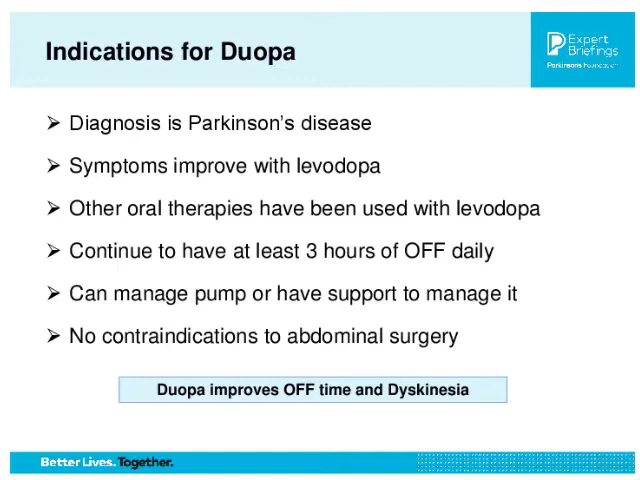 Indications for Duopa
Expert
Briefings
Parkinson's Foundation
➢ Diagnosis is Parkinson's disease
➢ Symptoms improve with levodopa
➢ Other oral therapies have been used with levodopa
➢ Continue to have at least 3 hours of OFF daily
➢ Can manage pump or have support to manage it
➢ No contraindications to abdominal surgery
Duopa improves OFF time and Dyskinesia
Better Lives. Together.